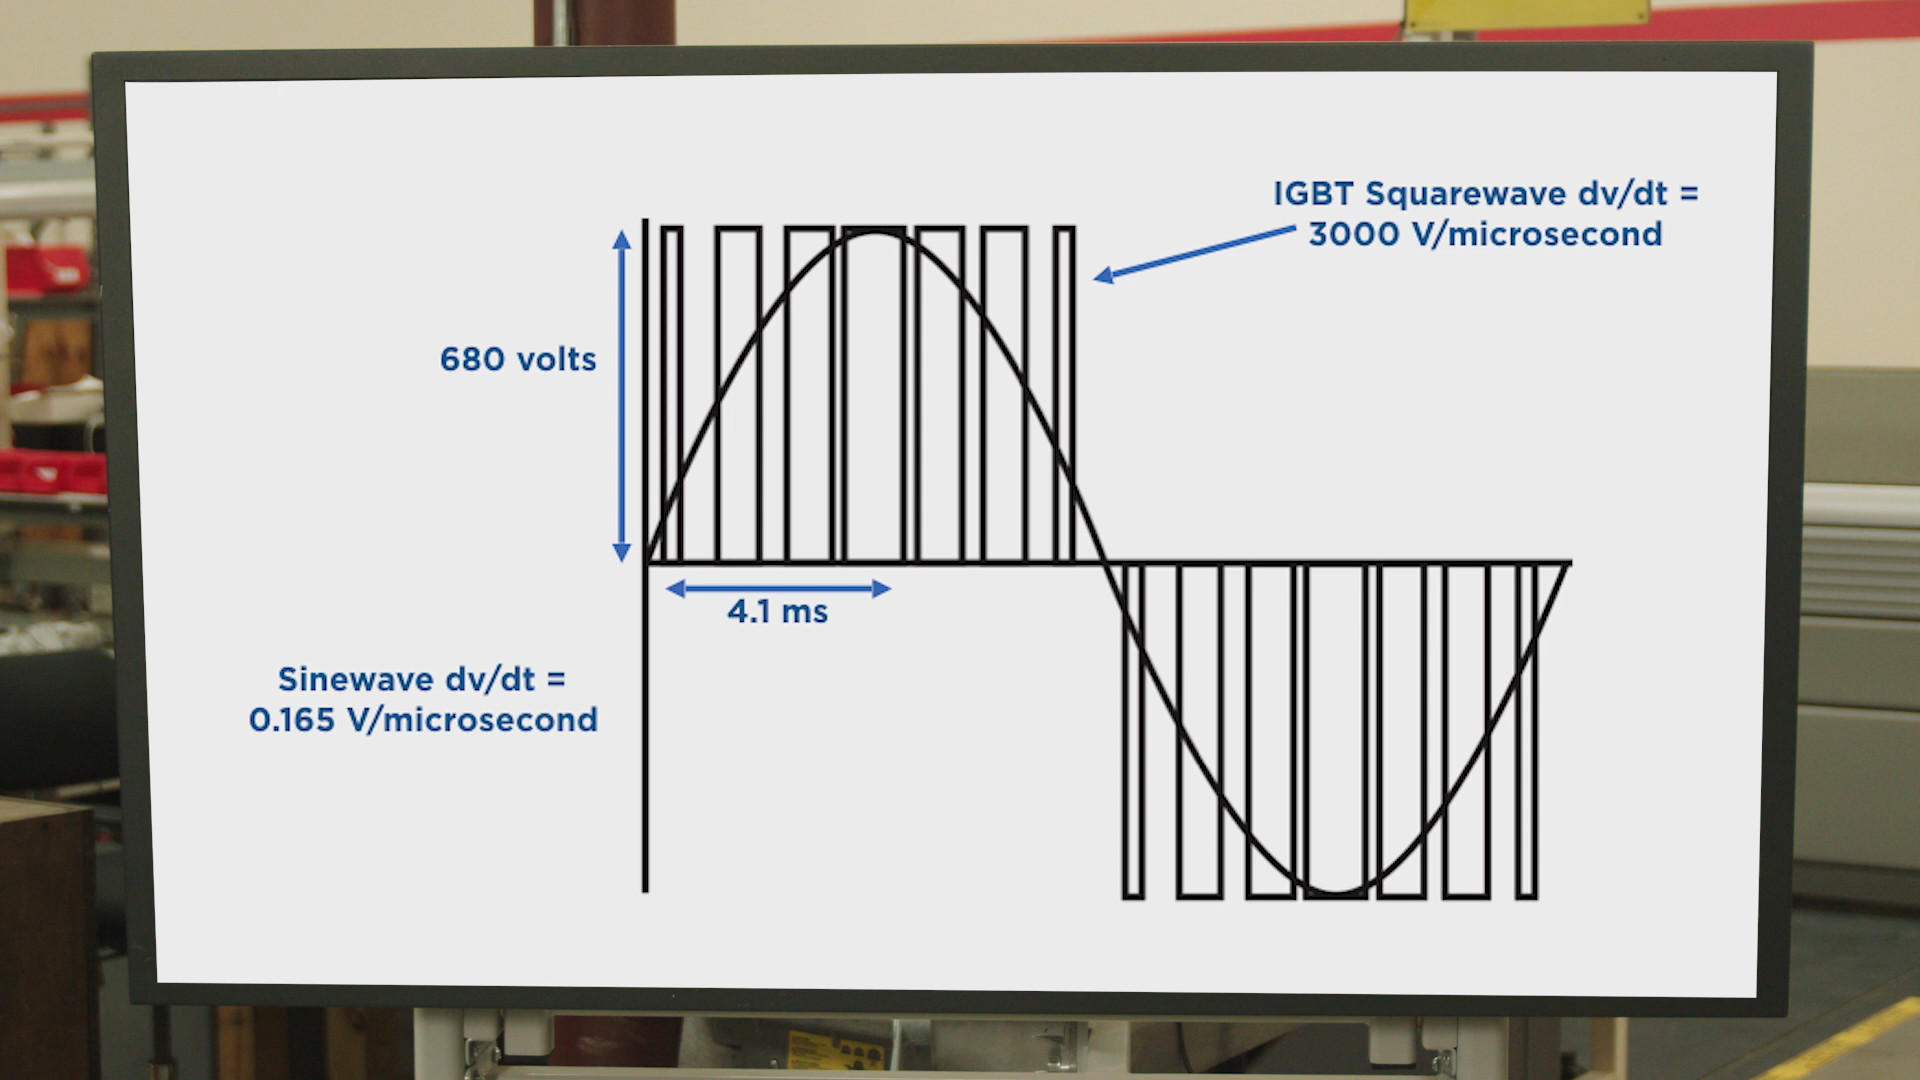 IGBT Squarewave dv/dt =
3000 V/microsecond
680 volts
4.1 ms
Sinewave dv/dt =
0.165 V/microsecond